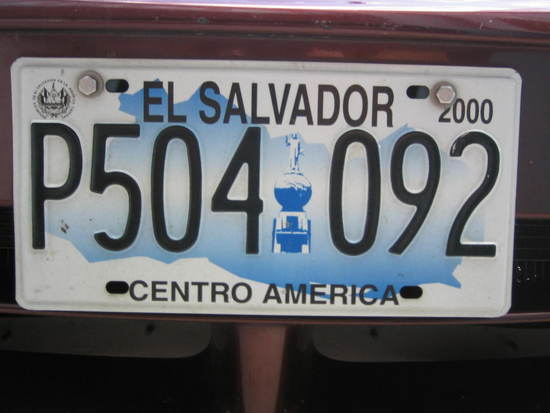 EL SALVADOR 2000
P504 092
CENTRO AMERICA